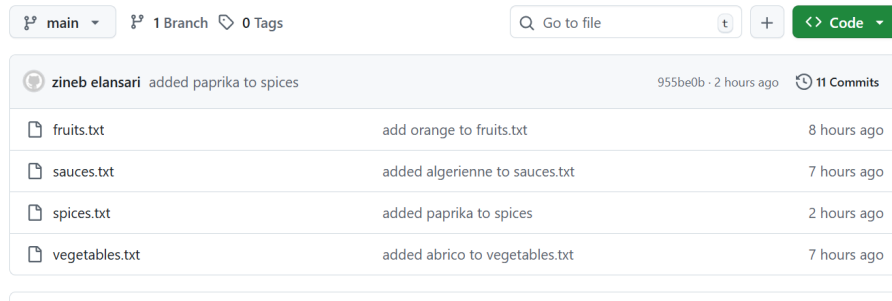 main 1 Branch 0 Tags Go to file t + Code
zineb elansari added paprika to spices 955be0b · 2 hours ago 11 Commits
fruits.txt add orange to fruits.txt 8 hours ago
sauces.txt added algerienne to sauces.txt 7 hours ago
spices.txt added paprika to spices 2 hours ago
vegetables.txt added abrico to vegetables.txt 7 hours ago